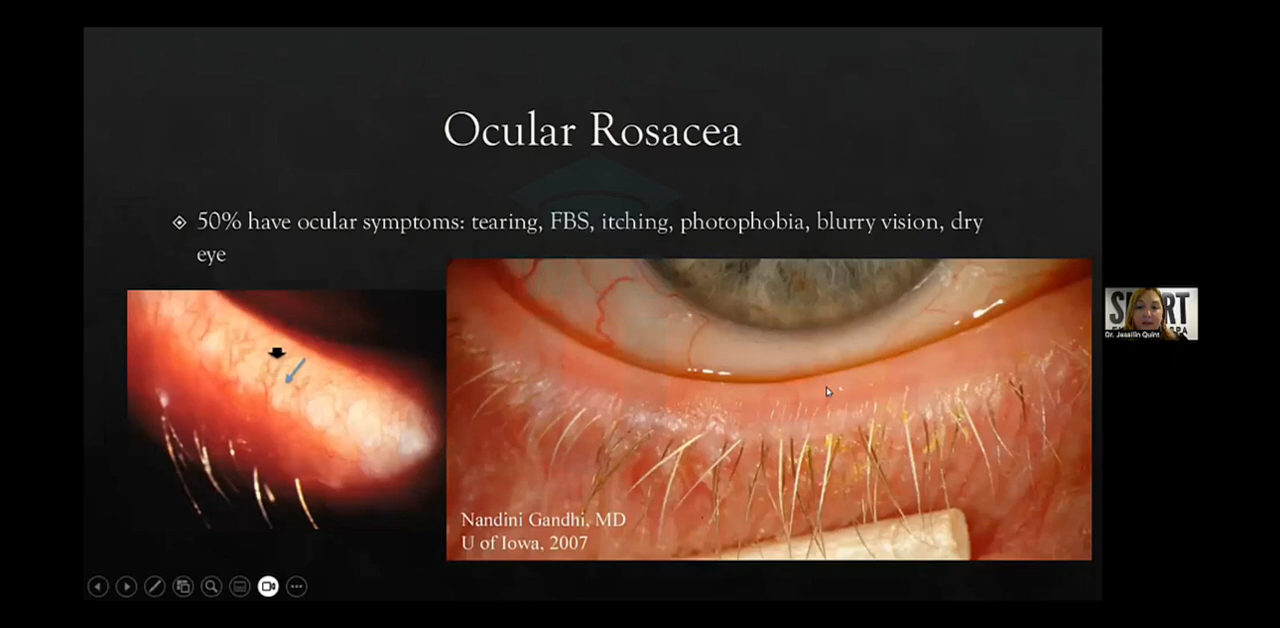 Ocular Rosacea
50% have ocular symptoms: tearing, FBS, itching, photophobia, blurry vision, dry
eye
Nandini Gandhi, MD
U of Iowa, 2007
Dr. Jessilin Quint